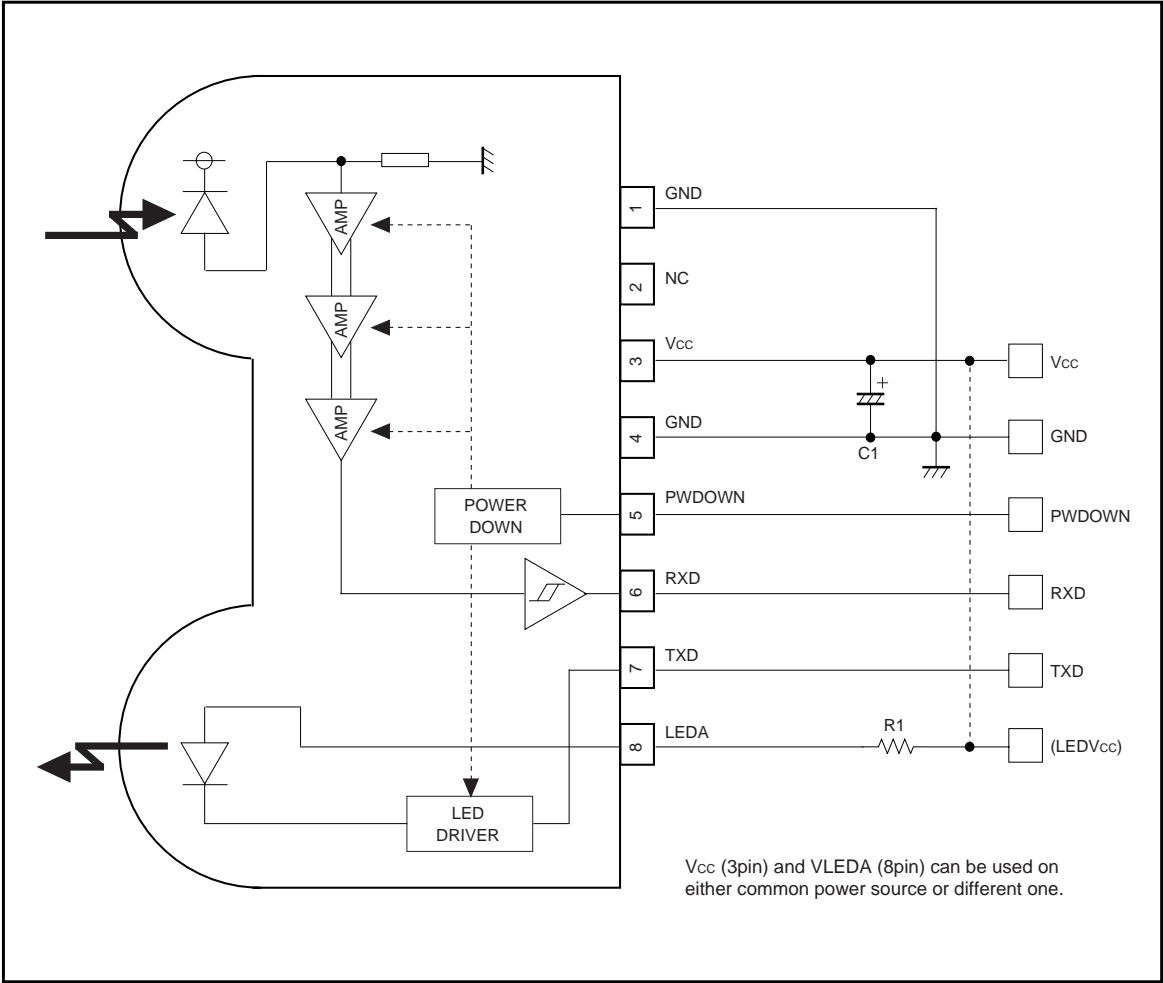 AMP
AMP
AMP
POWER
DOWN
LED
DRIVER
1 GND
2 NC
3 Vcc
4 GND
5 PWDOWN
6 RXD
7 TXD
8 LEDA
+
C1
R1
Vcc
GND
PWDOWN
RXD
TXD
(LEDVcc)
Vcc (3pin) and VLEDA (8pin) can be used on
either common power source or different one.